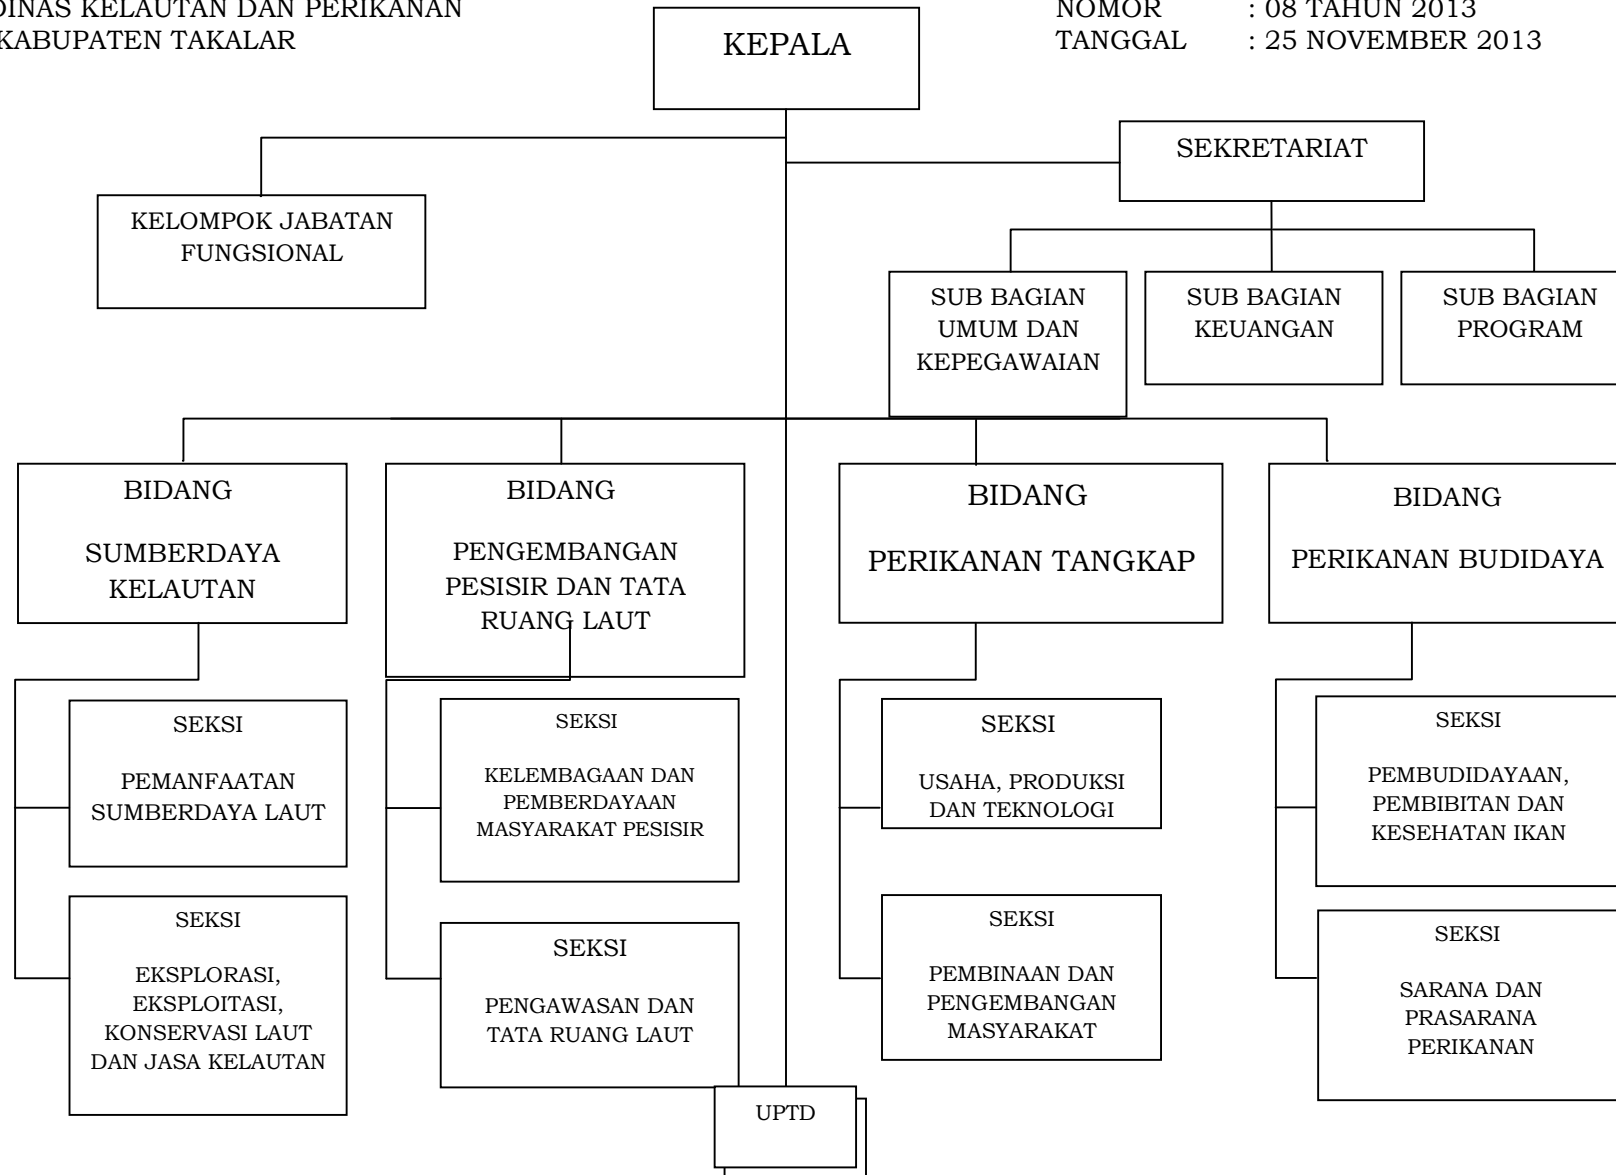 DINAS KELAUTAN DAN PERIKANAN
KABUPATEN TAKALAR
NOMOR : 08 TAHUN 2013
TANGGAL : 25 NOVEMBER 2013
KEPALA
SEKRETARIAT
KELOMPOK JABATAN
FUNGSIONAL
SUB BAGIAN
UMUM DAN
KEPEGAWAIAN
SUB BAGIAN
KEUANGAN
SUB BAGIAN
PROGRAM
BIDANG
SUMBERDAYA
KELAUTAN
BIDANG
PENGEMBANGAN
PESISIR DAN TATA
RUANG LAUT
BIDANG
PERIKANAN TANGKAP
BIDANG
PERIKANAN BUDIDAYA
SEKSI
PEMANFAATAN
SUMBERDAYA LAUT
SEKSI
KELEMBAGAAN DAN
PEMBERDAYAAN
MASYARAKAT PESISIR
SEKSI
USAHA, PRODUKSI
DAN TEKNOLOGI
SEKSI
PEMBUDIDAYAAN,
PEMBIBITAN DAN
KESEHATAN IKAN
SEKSI
EKSPLORASI,
EKSPLOITASI,
KONSERVASI LAUT
DAN JASA KELAUTAN
SEKSI
PENGAWASAN DAN
TATA RUANG LAUT
SEKSI
PEMBINAAN DAN
PENGEMBANGAN
MASYARAKAT
SEKSI
SARANA DAN
PRASARANA
PERIKANAN
UPTD